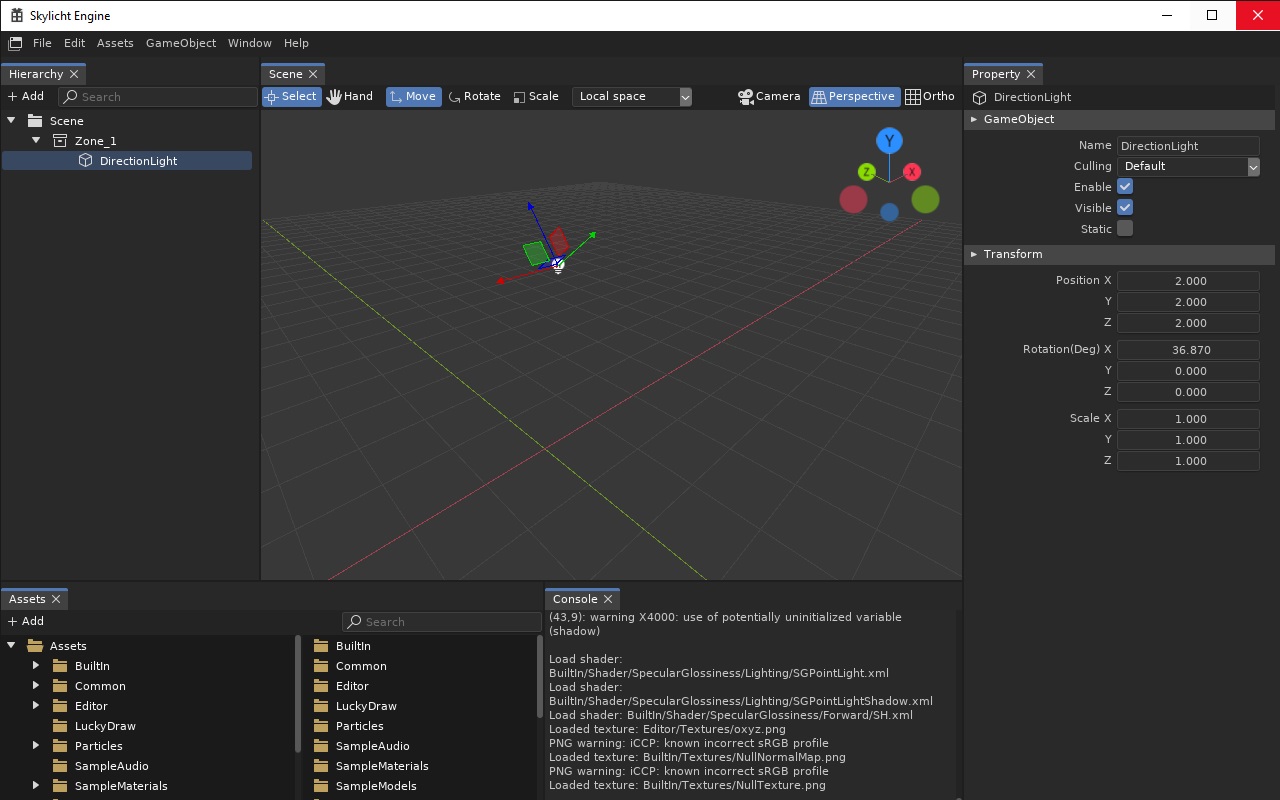 Skylicht Engine
File Edit Assets GameObject Window Help
Hierarchy
+ Add Search
Scene
Zone_1
DirectionLight
Scene
Select Hand Move Rotate Scale Local space Camera Perspective Ortho
Y
Z X
Property
DirectionLight
GameObject
Name DirectionLight
Culling Default
Enable
Visible
Static
Transform
Position X 2.000
Y 2.000
Z 2.000
Rotation(Deg) X 36.870
Y 0.000
Z 0.000
Scale X 1.000
Y 1.000
Z 1.000
Assets
+ Add Search
Assets
BuiltIn
Common
Editor
LuckyDraw
Particles
SampleAudio
SampleMaterials
BuiltIn
Common
Editor
LuckyDraw
Particles
SampleAudio
SampleMaterials
SampleModels
Console
(43,9): warning X4000: use of potentially uninitialized variable
(shadow)
Load shader:
BuiltIn/Shader/SpecularGlossiness/Lighting/SGPointLight.xml
Load shader:
BuiltIn/Shader/SpecularGlossiness/Lighting/SGPointLightShadow.xml
Load shader: BuiltIn/Shader/SpecularGlossiness/Forward/SH.xml
Loaded texture: Editor/Textures/oxyz.png
PNG warning: iCCP: known incorrect sRGB profile
Loaded texture: BuiltIn/Textures/NullNormalMap.png
PNG warning: iCCP: known incorrect sRGB profile
Loaded texture: BuiltIn/Textures/NullTexture.png